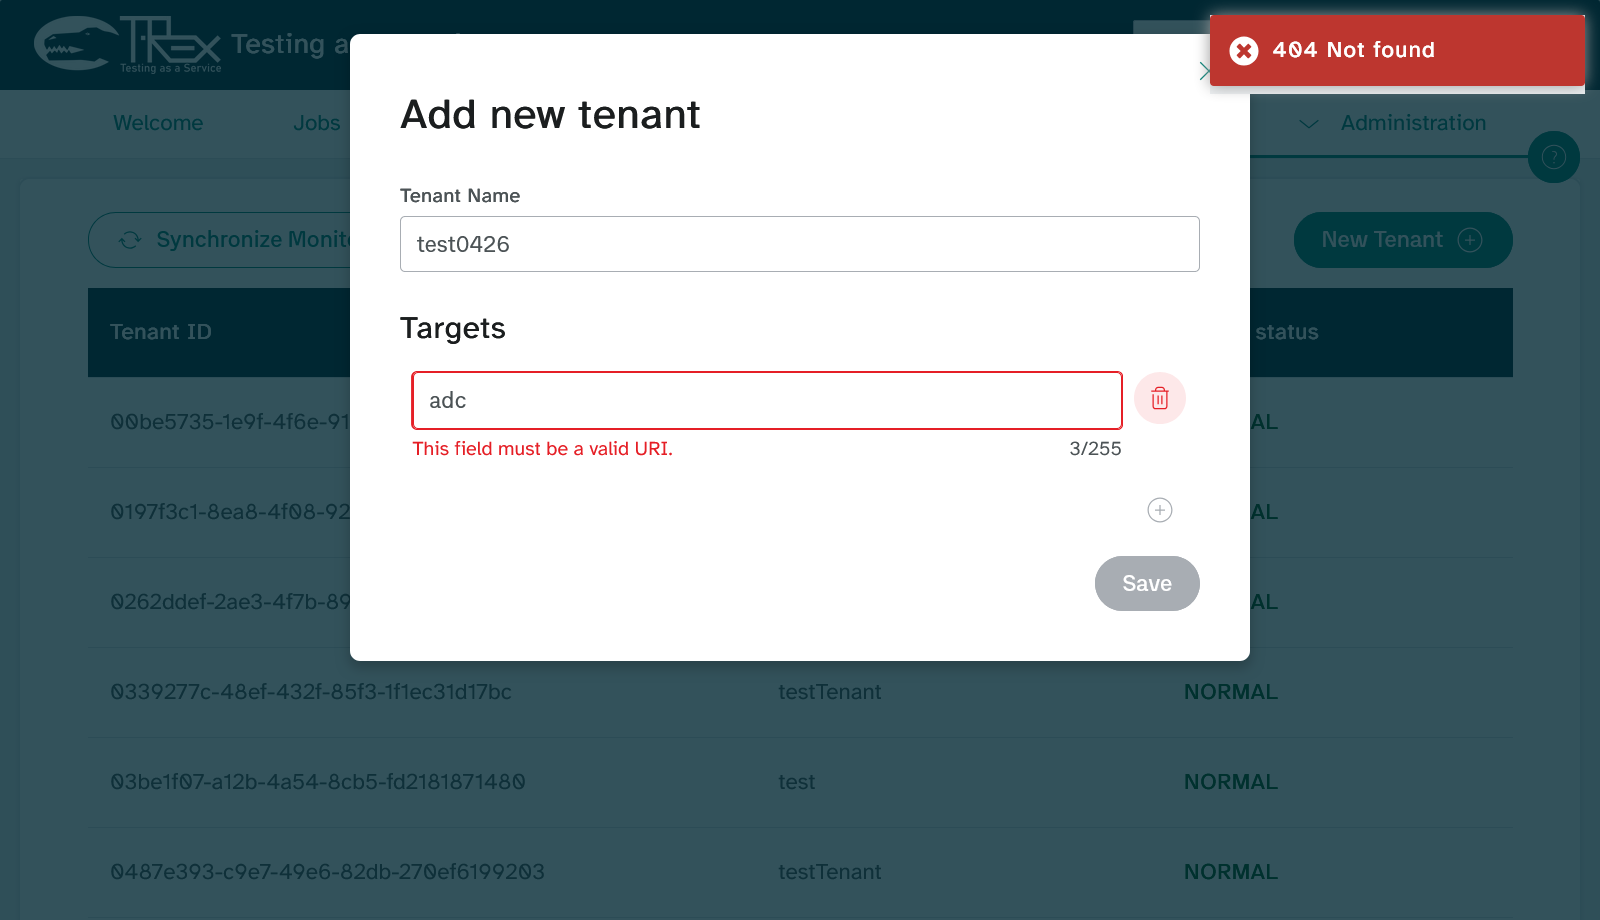 T-Rex
Testing as a Service
Testing a
404 Not found
Welcome
Jobs
Administration
Add new tenant
Tenant Name
test0426
Synchronize
New Tenant
Targets
Tenant ID
status
adc
This field must be a valid URI.
3/255
00be5735-1e9f-4f6e-91
AL
0197f3c1-8ea8-4f08-92
AL
Save
0262ddef-2ae3-4f7b-89
AL
0339277c-48ef-432f-85f3-1f1ec31d17bc
testTenant
NORMAL
03be1f07-a12b-4a54-8cb5-fd2181871480
test
NORMAL
0487e393-c9e7-49e6-82db-270ef6199203
testTenant
NORMAL